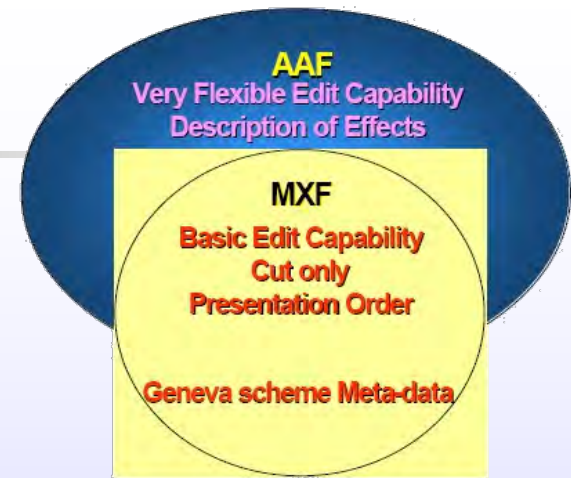 AAF
Very Flexible Edit Capability
Description of Effects
MXF
Basic Edit Capability
Cut only
Presentation Order
Geneva scheme Meta-data